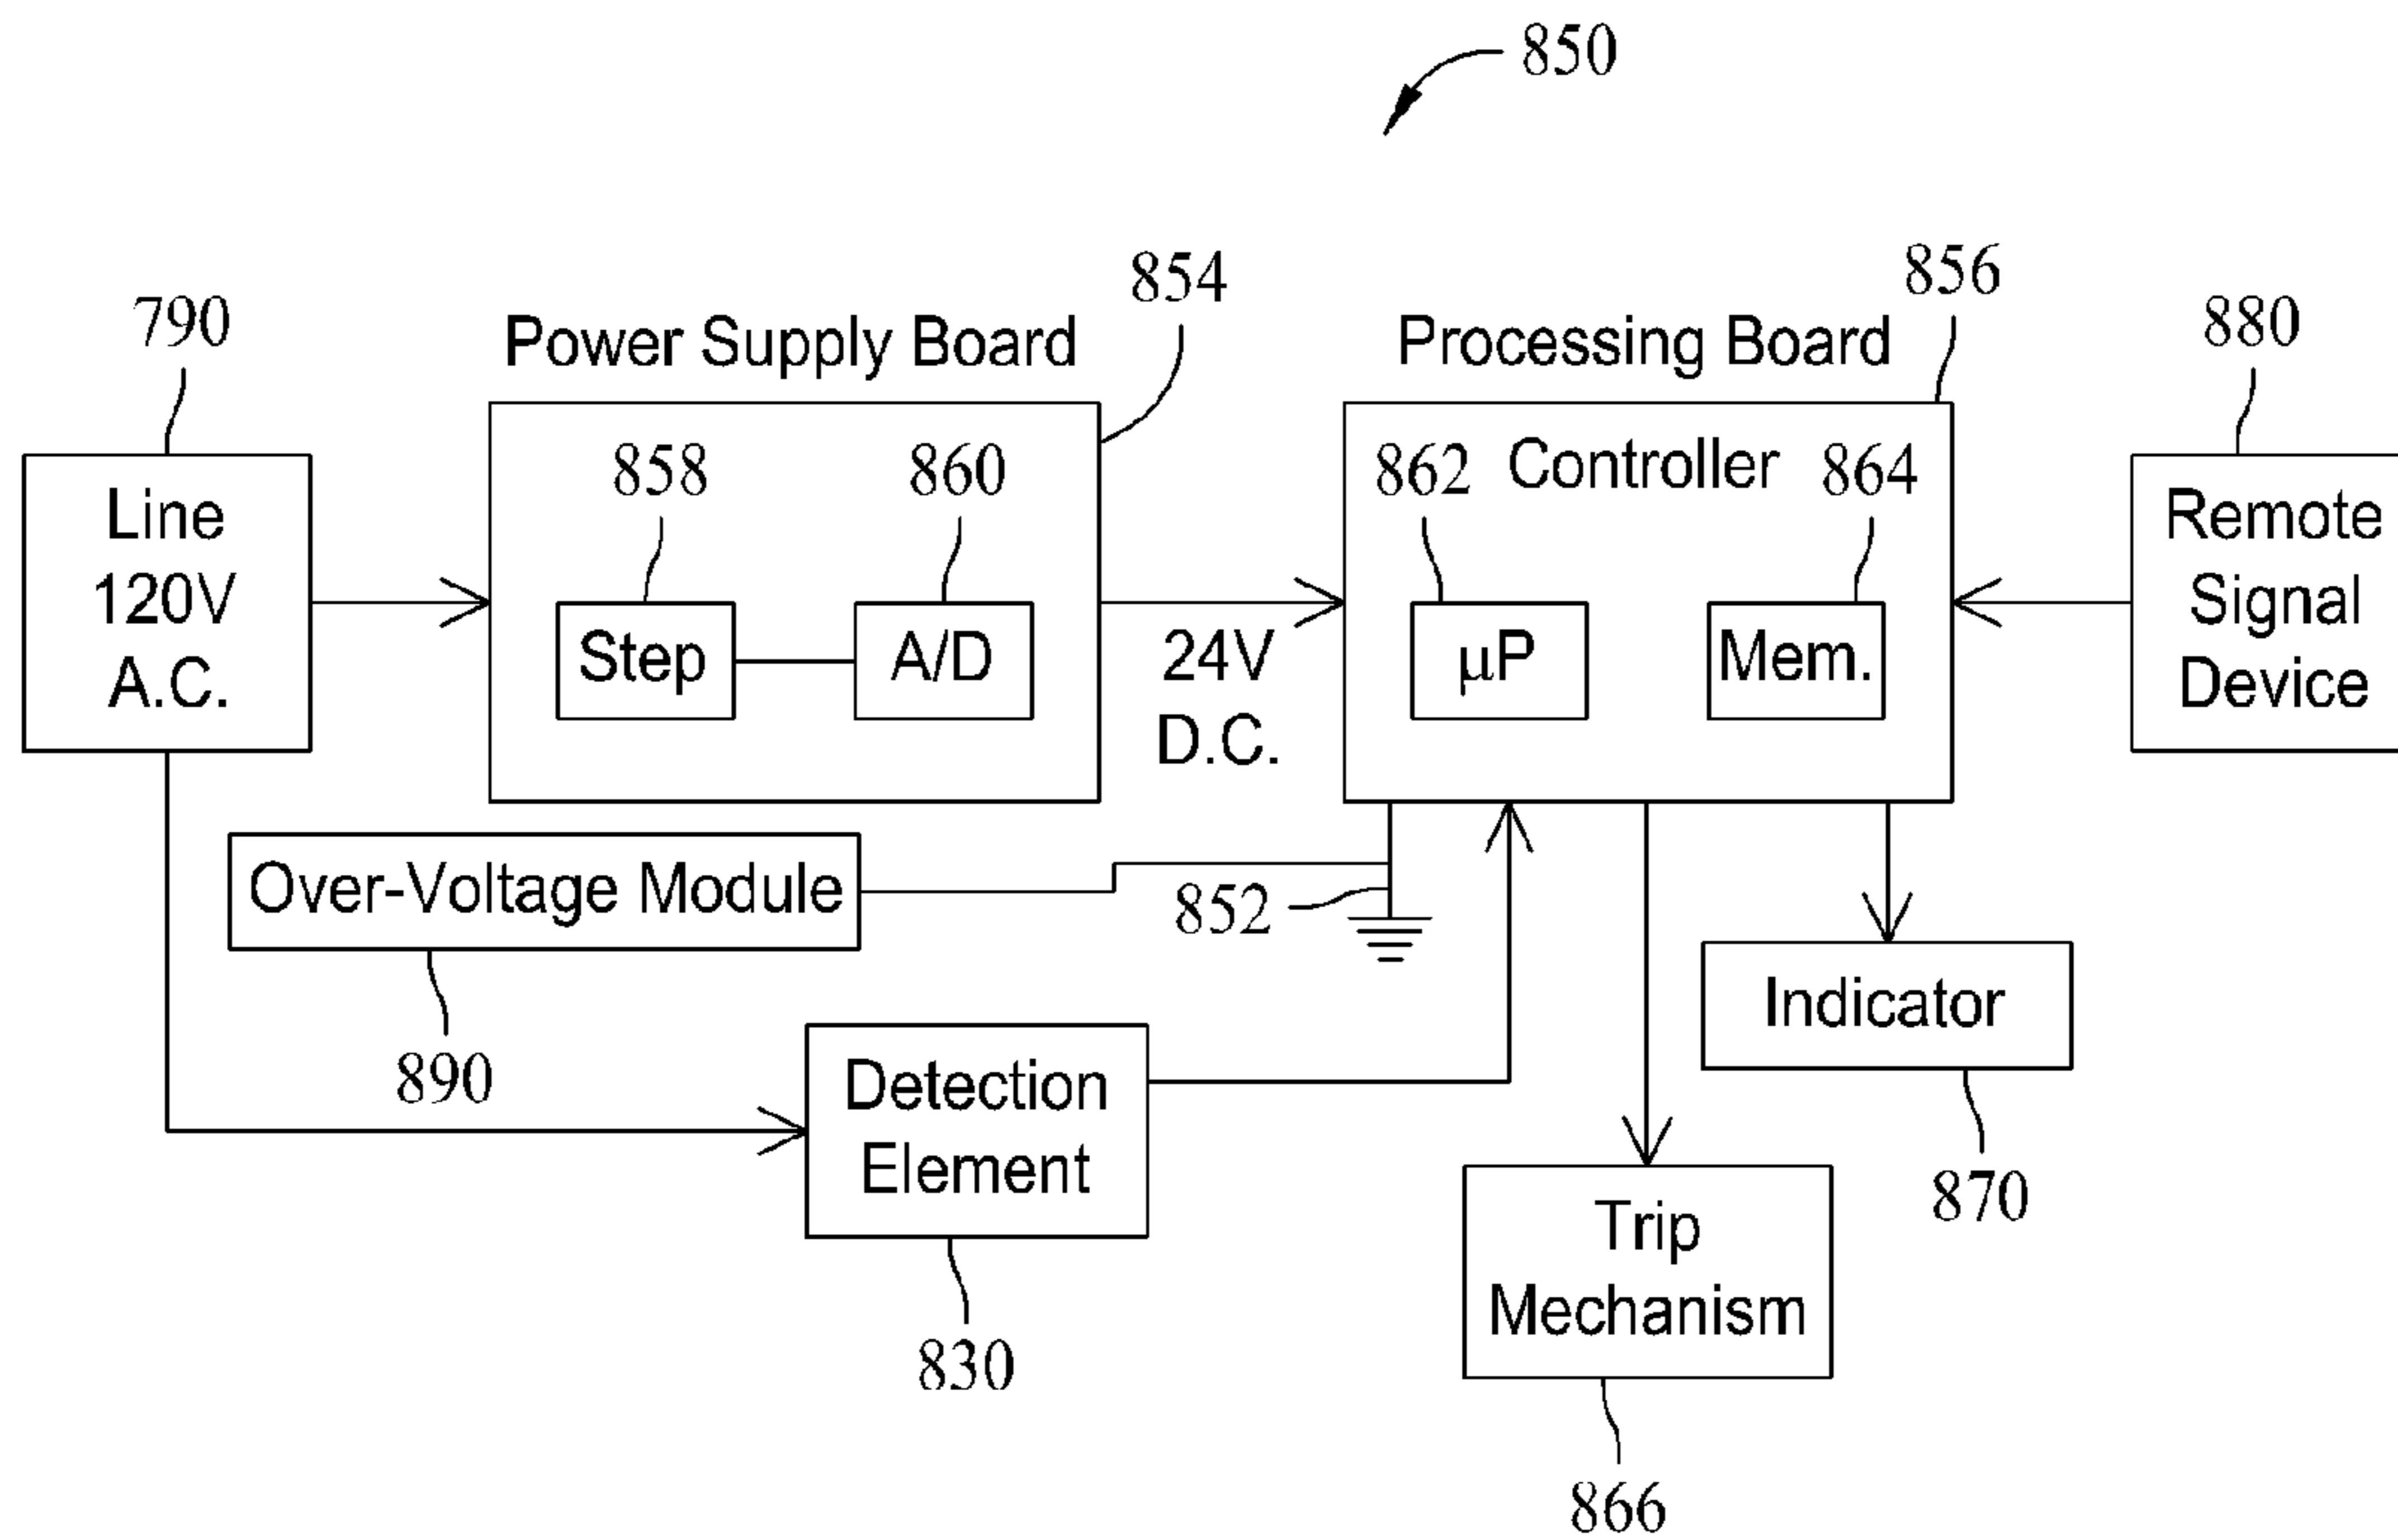 850
854
856
790
880
Power Supply Board
Processing Board
858
860
862
Controller
864
Line
120V
A.C.
Step
A/D
24V
D.C.
µP
Mem.
Remote
Signal
Device
Over-Voltage Module
852
890
Indicator
Detection
Element
870
Trip
Mechanism
830
866